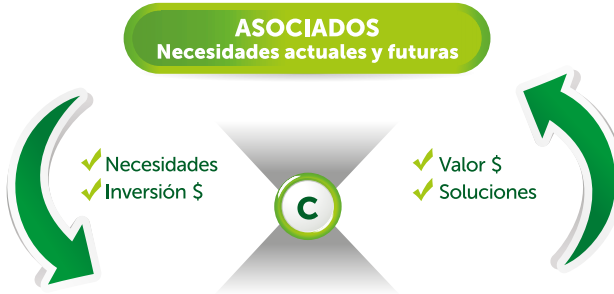 ASOCIADOS
Necesidades actuales y futuras
Necesidades
Inversión $
Valor $
Soluciones
C